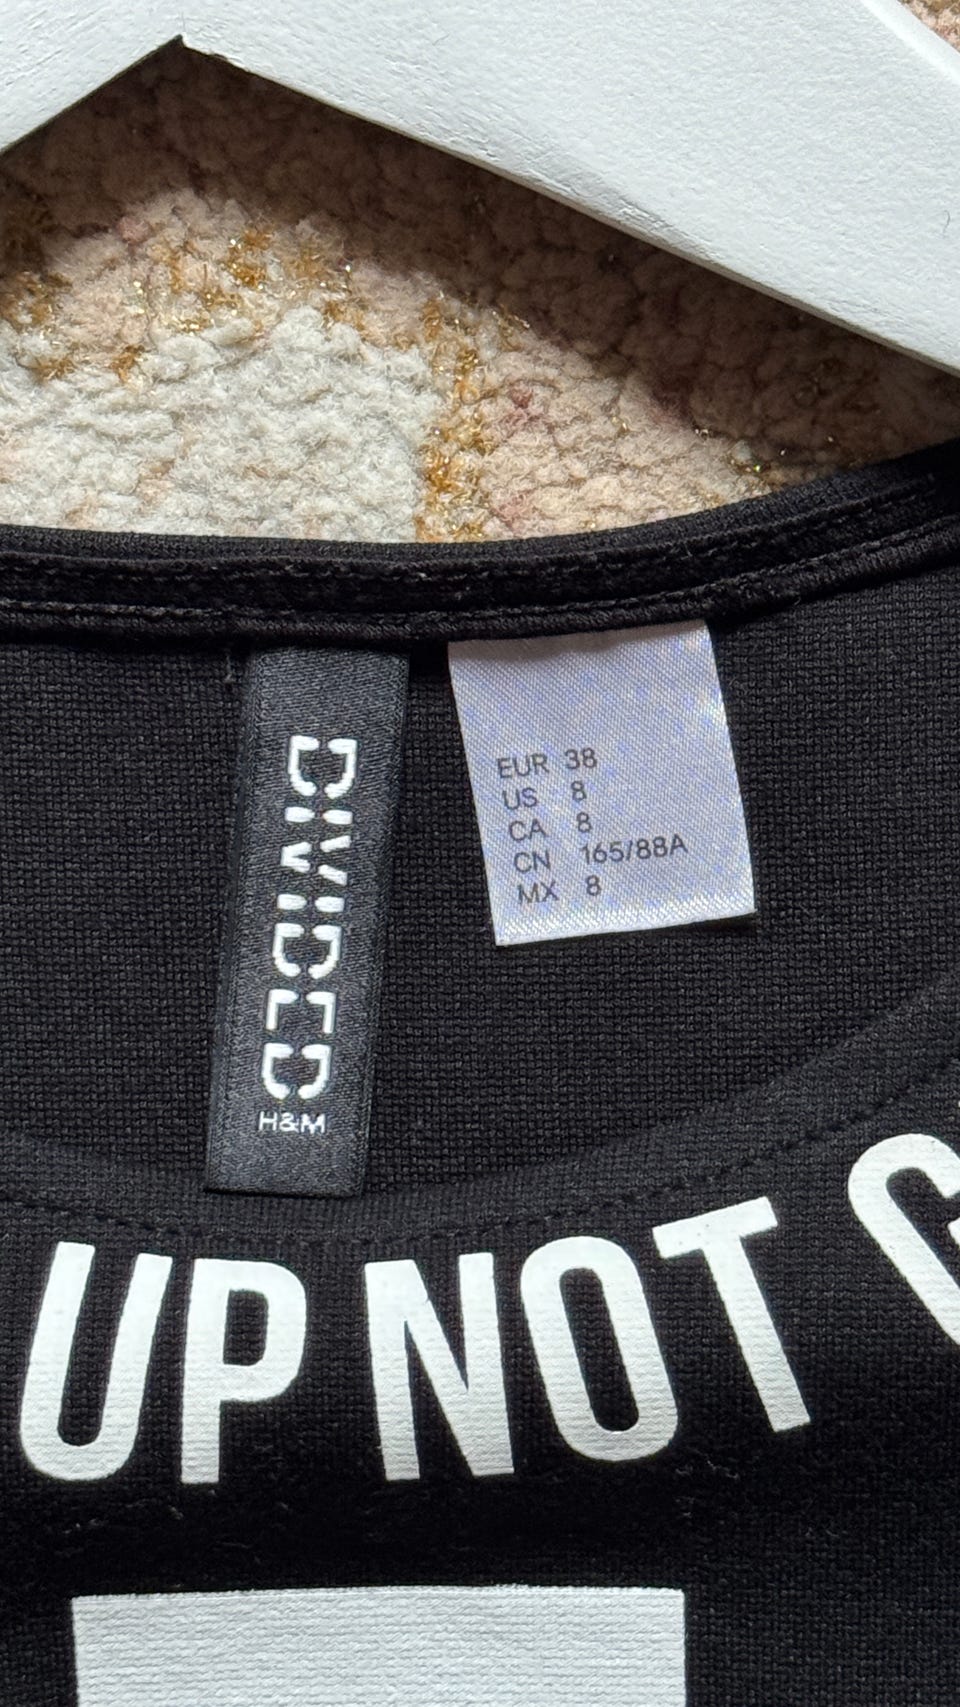 DIVIDED
H&M
EUR 38
US 8
CA 8
CN 165/88A
MX 8
UP NOT G